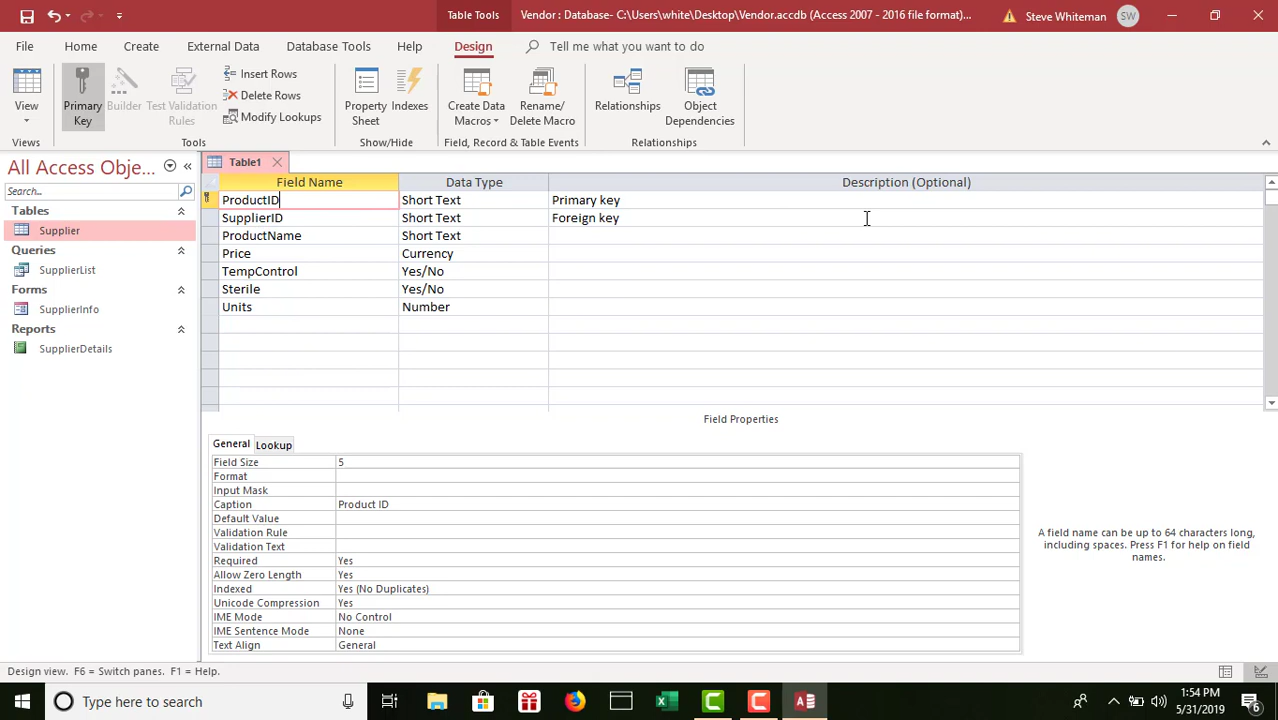 Table Tools
Vendor : Database- C:\Users\white\Desktop\Vendor.accdb (Access 2007 - 2016 file format)...
Steve Whiteman
SW
File
Home
Create
External Data
Database Tools
Help
Design
Tell me what you want to do
View
Primary
Key
Builder
Test Validation
Rules
Insert Rows
Delete Rows
Modify Lookups
Property
Sheet
Indexes
Create Data
Macros
Rename/
Delete Macro
Relationships
Object
Dependencies
Views
Tools
Show/Hide
Field, Record & Table Events
Relationships
All Access Obje...
Search...
Tables
Supplier
Queries
SupplierList
Forms
SupplierInfo
Reports
SupplierDetails
Table1
Field Name Data Type Description (Optional)
ProductID Short Text Primary key
SupplierID Short Text Foreign key
ProductName Short Text
Price Currency
TempControl Yes/No
Sterile Yes/No
Units Number
Field Properties
General Lookup
Field Size 5
Format
Input Mask
Caption Product ID
Default Value
Validation Rule
Validation Text
Required Yes
Allow Zero Length Yes
Indexed Yes (No Duplicates)
Unicode Compression Yes
IME Mode No Control
IME Sentence Mode None
Text Align General
A field name can be up to 64 characters long,
including spaces. Press F1 for help on field
names.
Design view. F6 = Switch panes. F1 = Help.
Type here to search
1:54 PM
5/31/2019
6